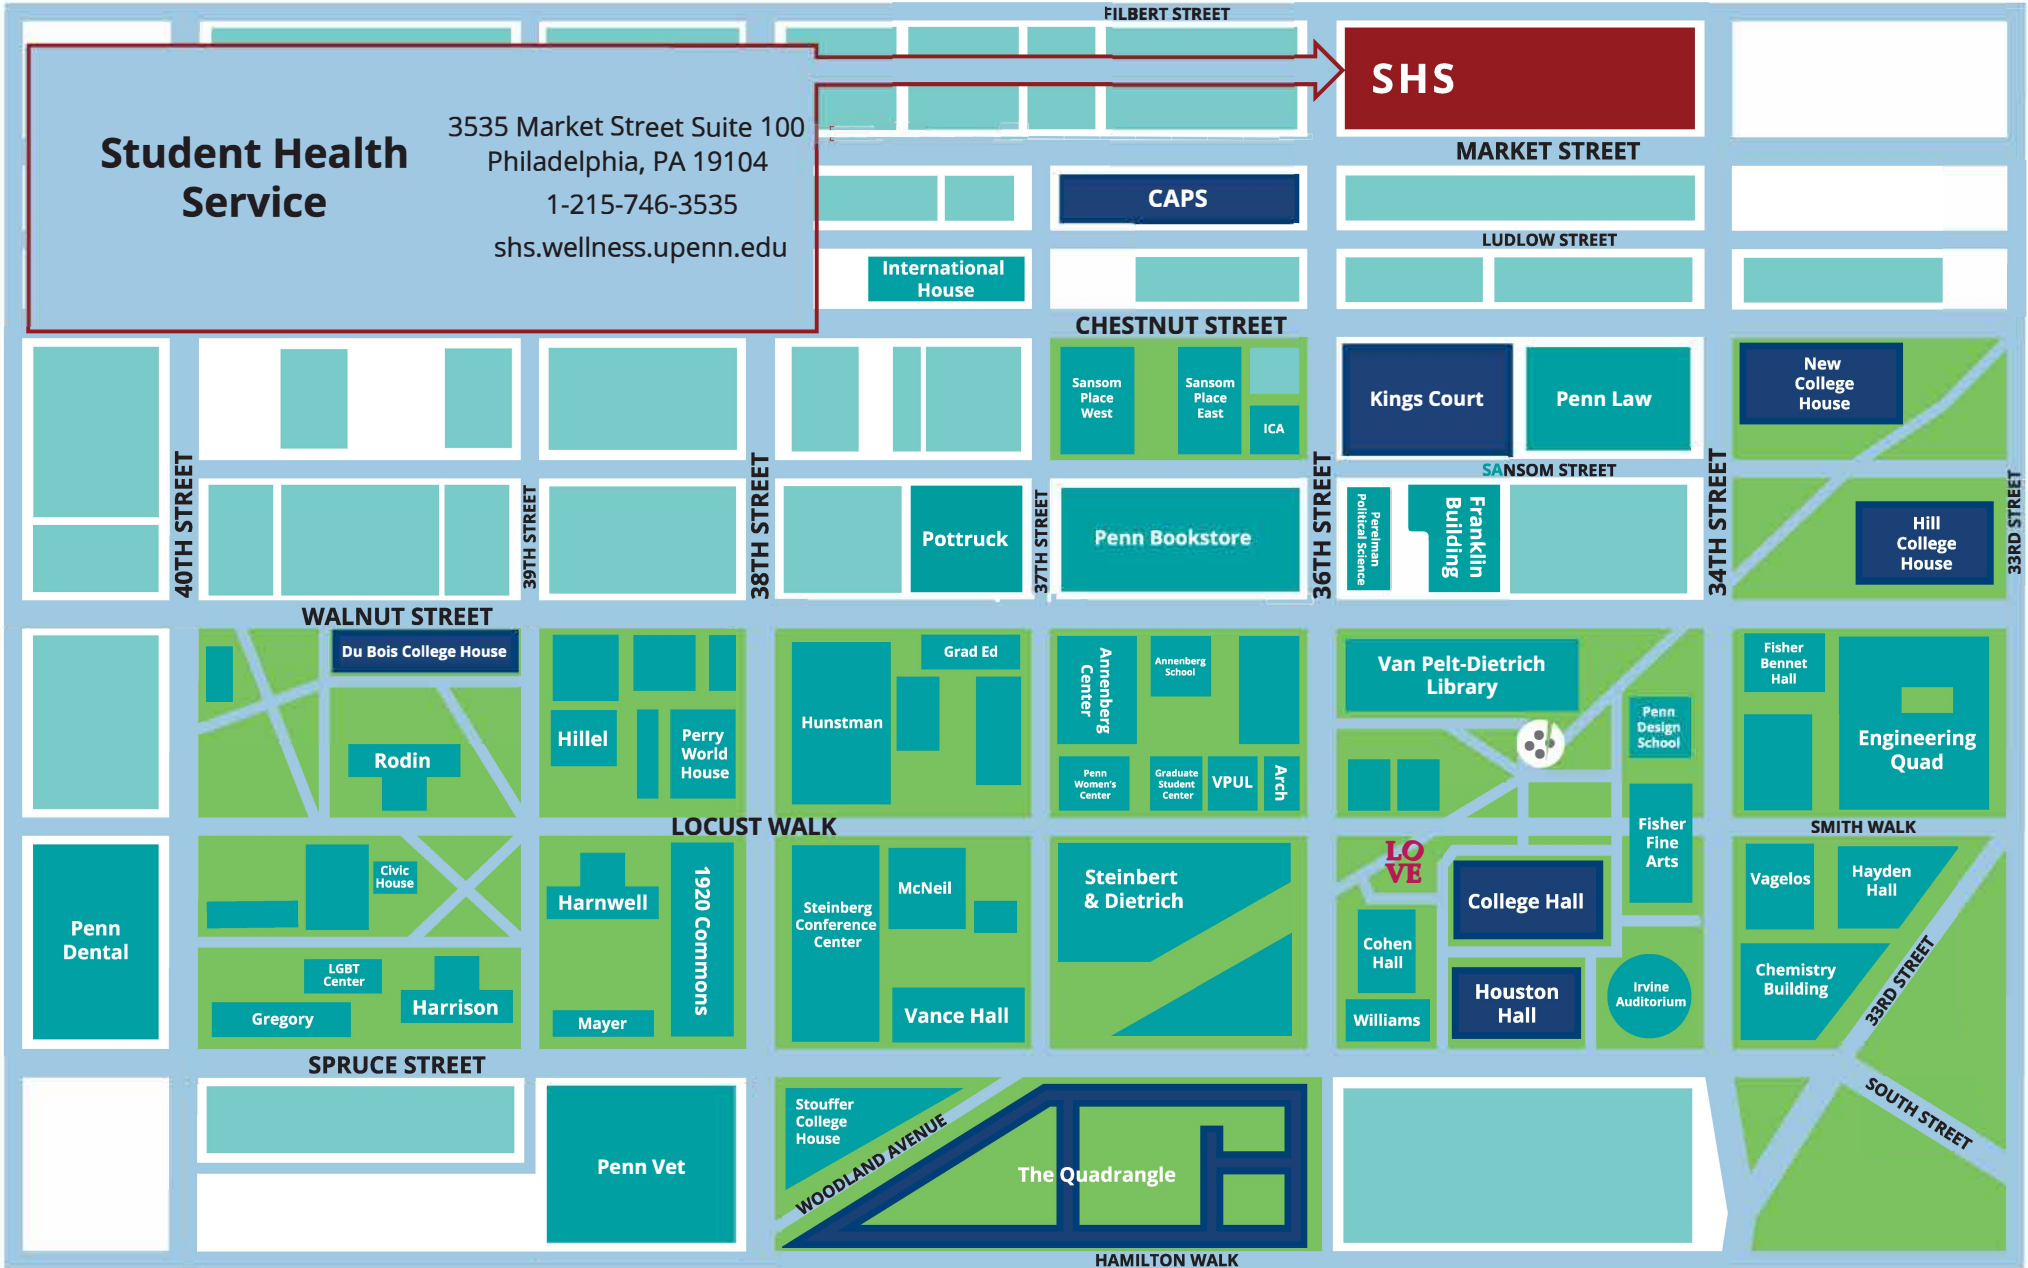 FILBERT STREET
SHS
Student Health
Service
3535 Market Street Suite 100
Philadelphia, PA 19104
1-215-746-3535
shs.wellness.upenn.edu
MARKET STREET
CAPS
LUDLOW STREET
International
House
CHESTNUT STREET
Sansom
Place
West
Sansom
Place
East
ICA
Kings Court
Penn Law
New
College
House
SANSOM STREET
40TH STREET
39TH STREET
38TH STREET
37TH STREET
36TH STREET
34TH STREET
33RD STREET
Pottruck
Penn Bookstore
Perelman
Political Science
Franklin
Building
Hill
College
House
WALNUT STREET
Du Bois College House
Rodin
Hillel
Perry
World
House
Hunstman
Grad Ed
Annenberg
Center
Annenberg
School
Penn
Women's
Center
Graduate
Student
Center
VPUL
Arch
Van Pelt-Dietrich
Library
Penn
Design
School
Fisher
Bennet
Hall
Engineering
Quad
LOCUST WALK
SMITH WALK
Penn
Dental
Civic
House
LGBT
Center
Gregory
Harrison
Harnwell
Mayer
1920 Commons
Steinberg
Conference
Center
McNeil
Vance Hall
Steinbert
& Dietrich
LO
VE
Cohen
Hall
Williams
College Hall
Houston
Hall
Fisher
Fine
Arts
Irvine
Auditorium
Vagelos
Hayden
Hall
Chemistry
Building
33RD STREET
SPRUCE STREET
Penn Vet
Stouffer
College
House
WOODLAND AVENUE
The Quadrangle
SOUTH STREET
HAMILTON WALK